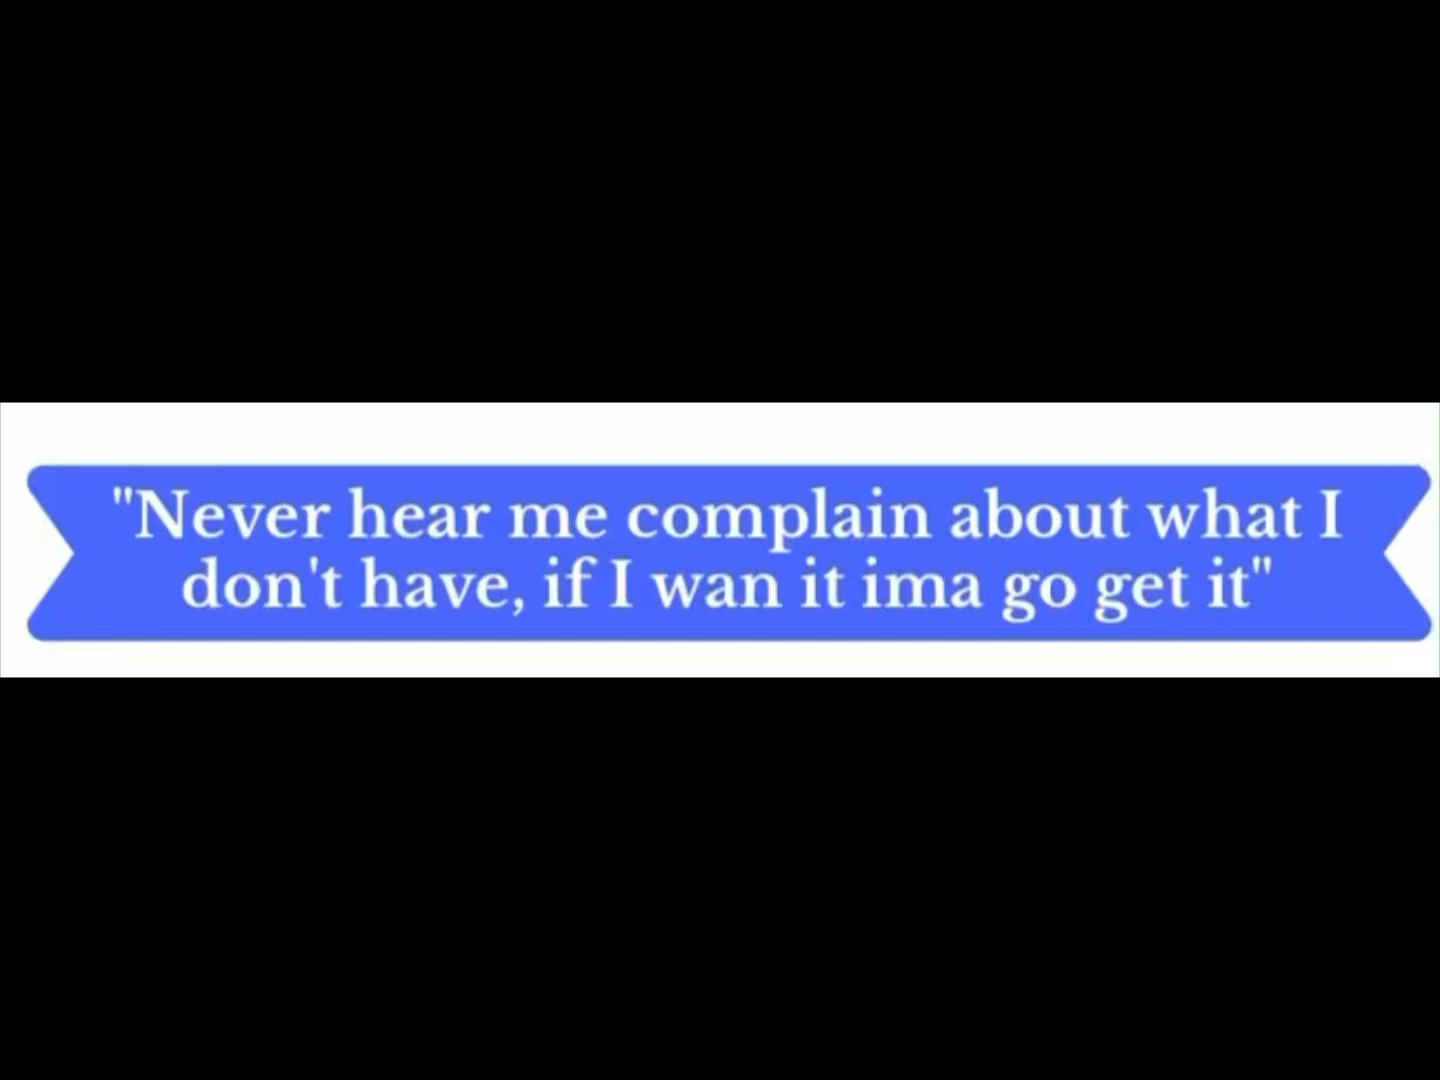 "Never hear me complain about what I
don't have, if I wan it ima go get it"